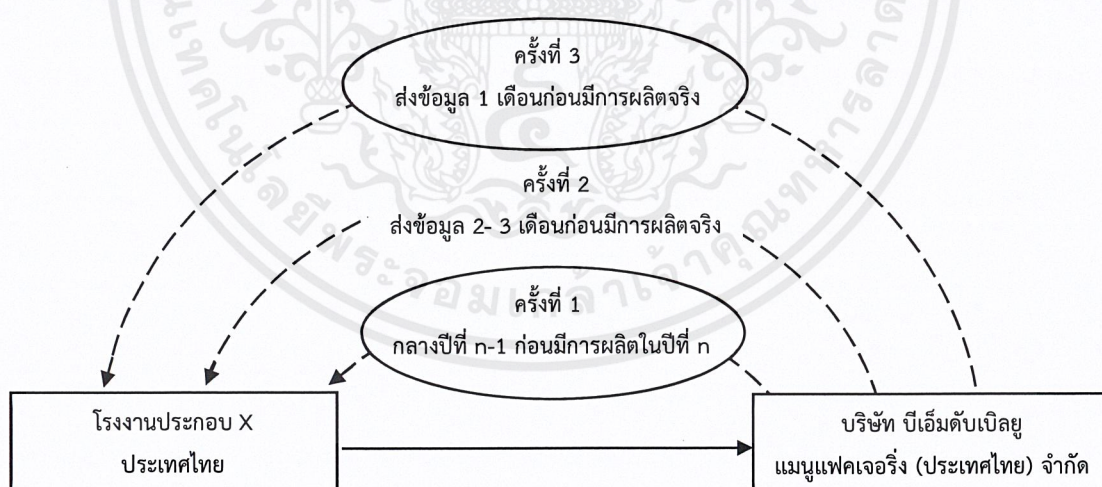 ครั้งที่ 3
ส่งข้อมูล 1 เดือนก่อนมีการผลิตจริง
ครั้งที่ 2
ส่งข้อมูล 2- 3 เดือนก่อนมีการผลิตจริง
ครั้งที่ 1
กลางปีที่ n-1 ก่อนมีการผลิตในปีที่ n
โรงงานประกอบ X
ประเทศไทย
บริษัท บีเอ็มดับเบิลยู
แมนูแฟคเจอริ่ง (ประเทศไทย) จำกัด